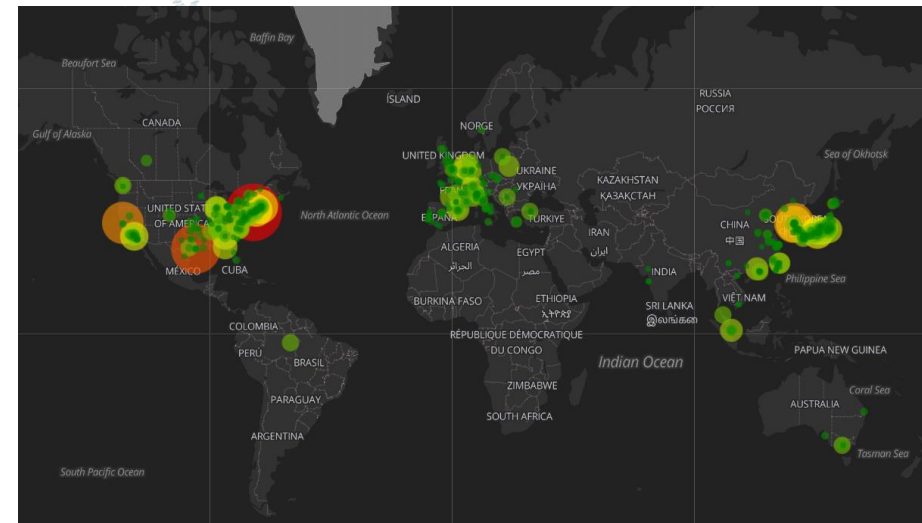 Baffin Bay
Beaufort Sea
RUSSIA
РОССИЯ
ÍSLAND
CANADA
NORGE
Gulf of Alaska
UNITED KINGDOM
Sea of Okhotsk
UKRAINE
УКРАЇНА
KAZAKHSTAN
ҚАЗАҚСТАН
UNITED STAT
OF AMERICA
North Atlantic Ocean
ESPAÑA
TÜRKIYE
CHINA
中国
IRAN
ایران
ALGERIA
الجزائر
EGYPT
مصر
MÉXICO
CUBA
INDIA
Philippine Sea
BURKINA FASO
ETHIOPIA
ኢትዮጵያ
SRI LANKA
இலங்கை
VIỆT NAM
COLOMBIA
RÉPUBLIQUE DÉMOCRATIQUE
DU CONGO
PERÚ
BRASIL
Indian Ocean
PAPUA NEW GUINEA
ZIMBABWE
Coral Sea
PARAGUAY
AUSTRALIA
SOUTH AFRICA
ARGENTINA
Tasman Sea
South Pacific Ocean